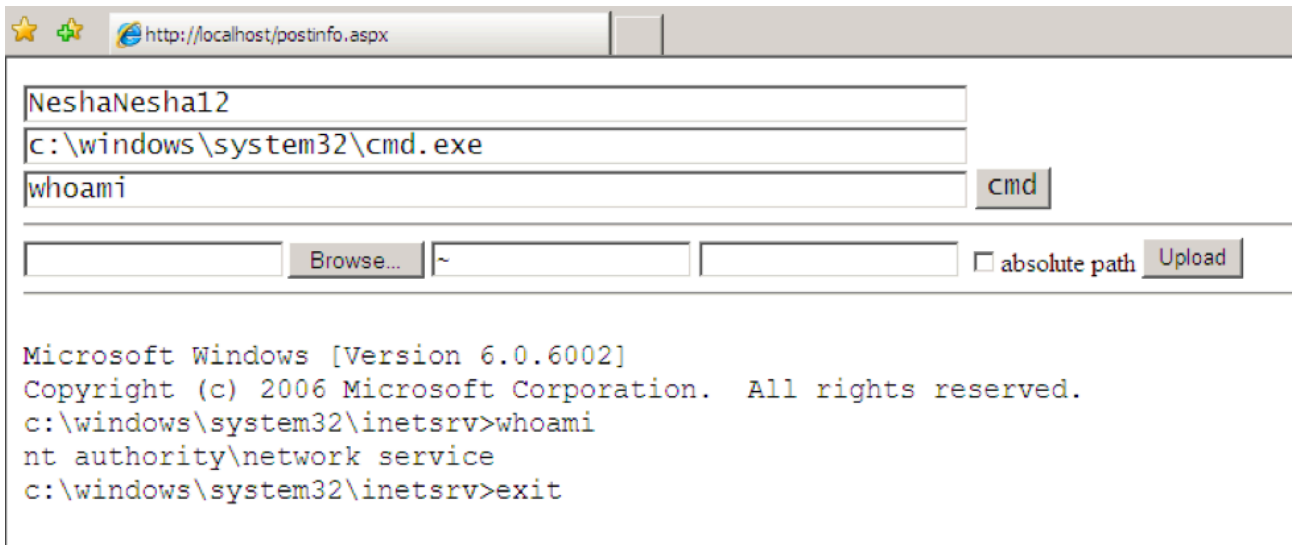 http://localhost/postinfo.aspx
NeshaNesha12
c:\windows\system32\cmd.exe
whoami cmd
Browse... ~ absolute path Upload
Microsoft Windows [Version 6.0.6002]
Copyright (c) 2006 Microsoft Corporation.  All rights reserved.
c:\windows\system32\inetsrv>whoami
nt authority\network service
c:\windows\system32\inetsrv>exit